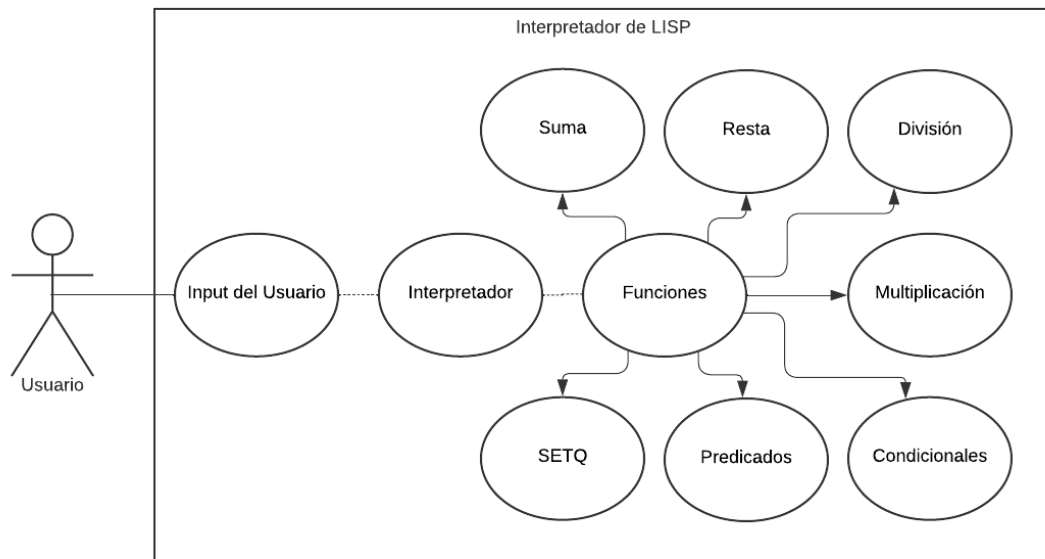 Interpretador de LISP
Suma
Resta
División
Input del Usuario
Interpretador
Funciones
Multiplicación
Usuario
SETQ
Predicados
Condicionales